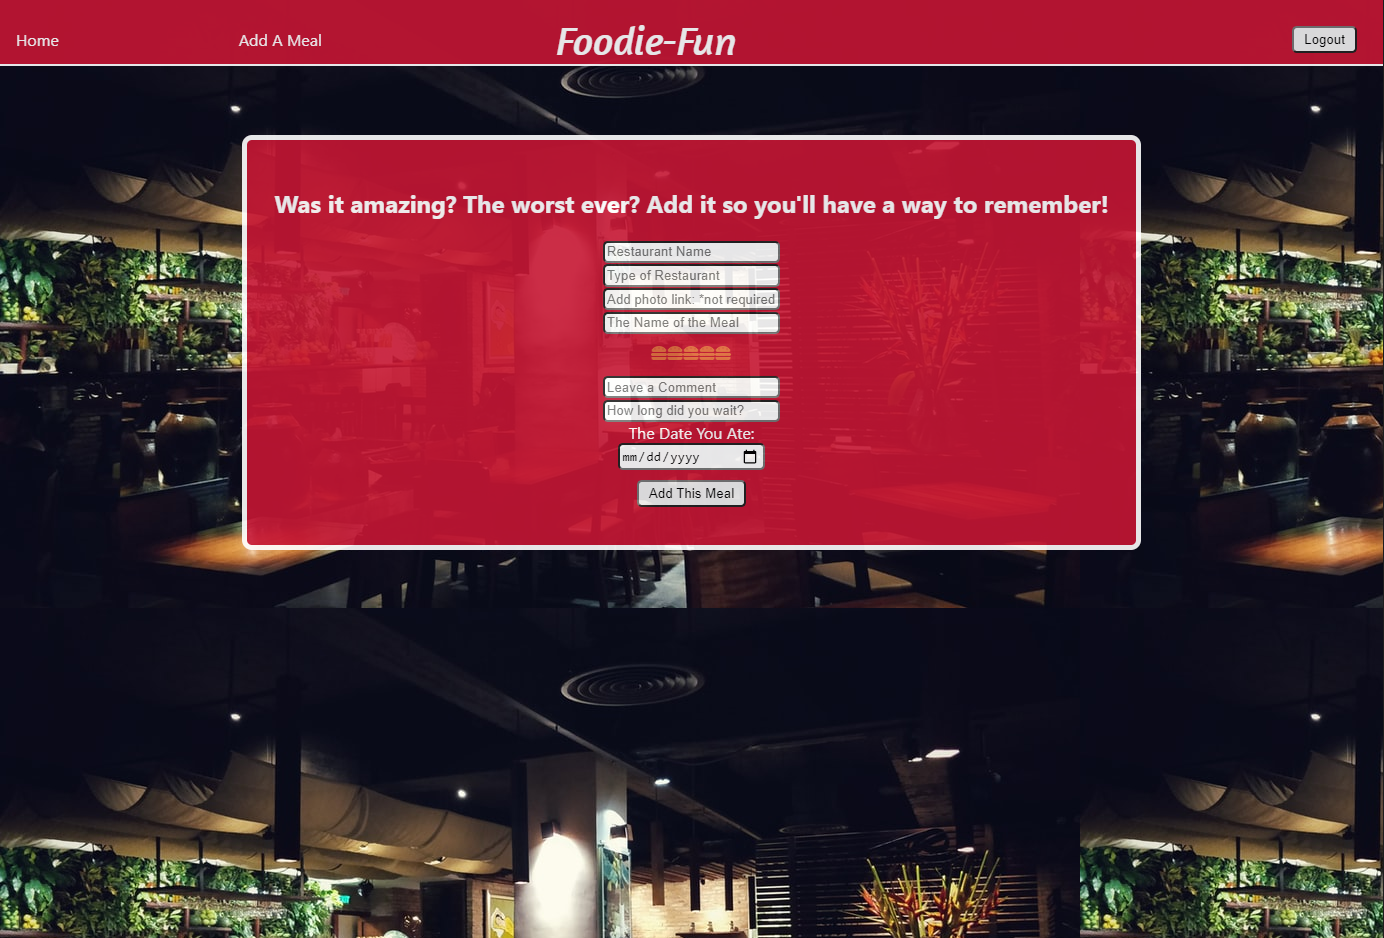 Home
Add A Meal
Foodie-Fun
Logout
Was it amazing? The worst ever? Add it so you'll have a way to remember!
Restaurant Name
Type of Restaurant
Add photo link: *not required
The Name of the Meal
Leave a Comment
How long did you wait?
The Date You Ate:
mm/dd/yyyy
Add This Meal